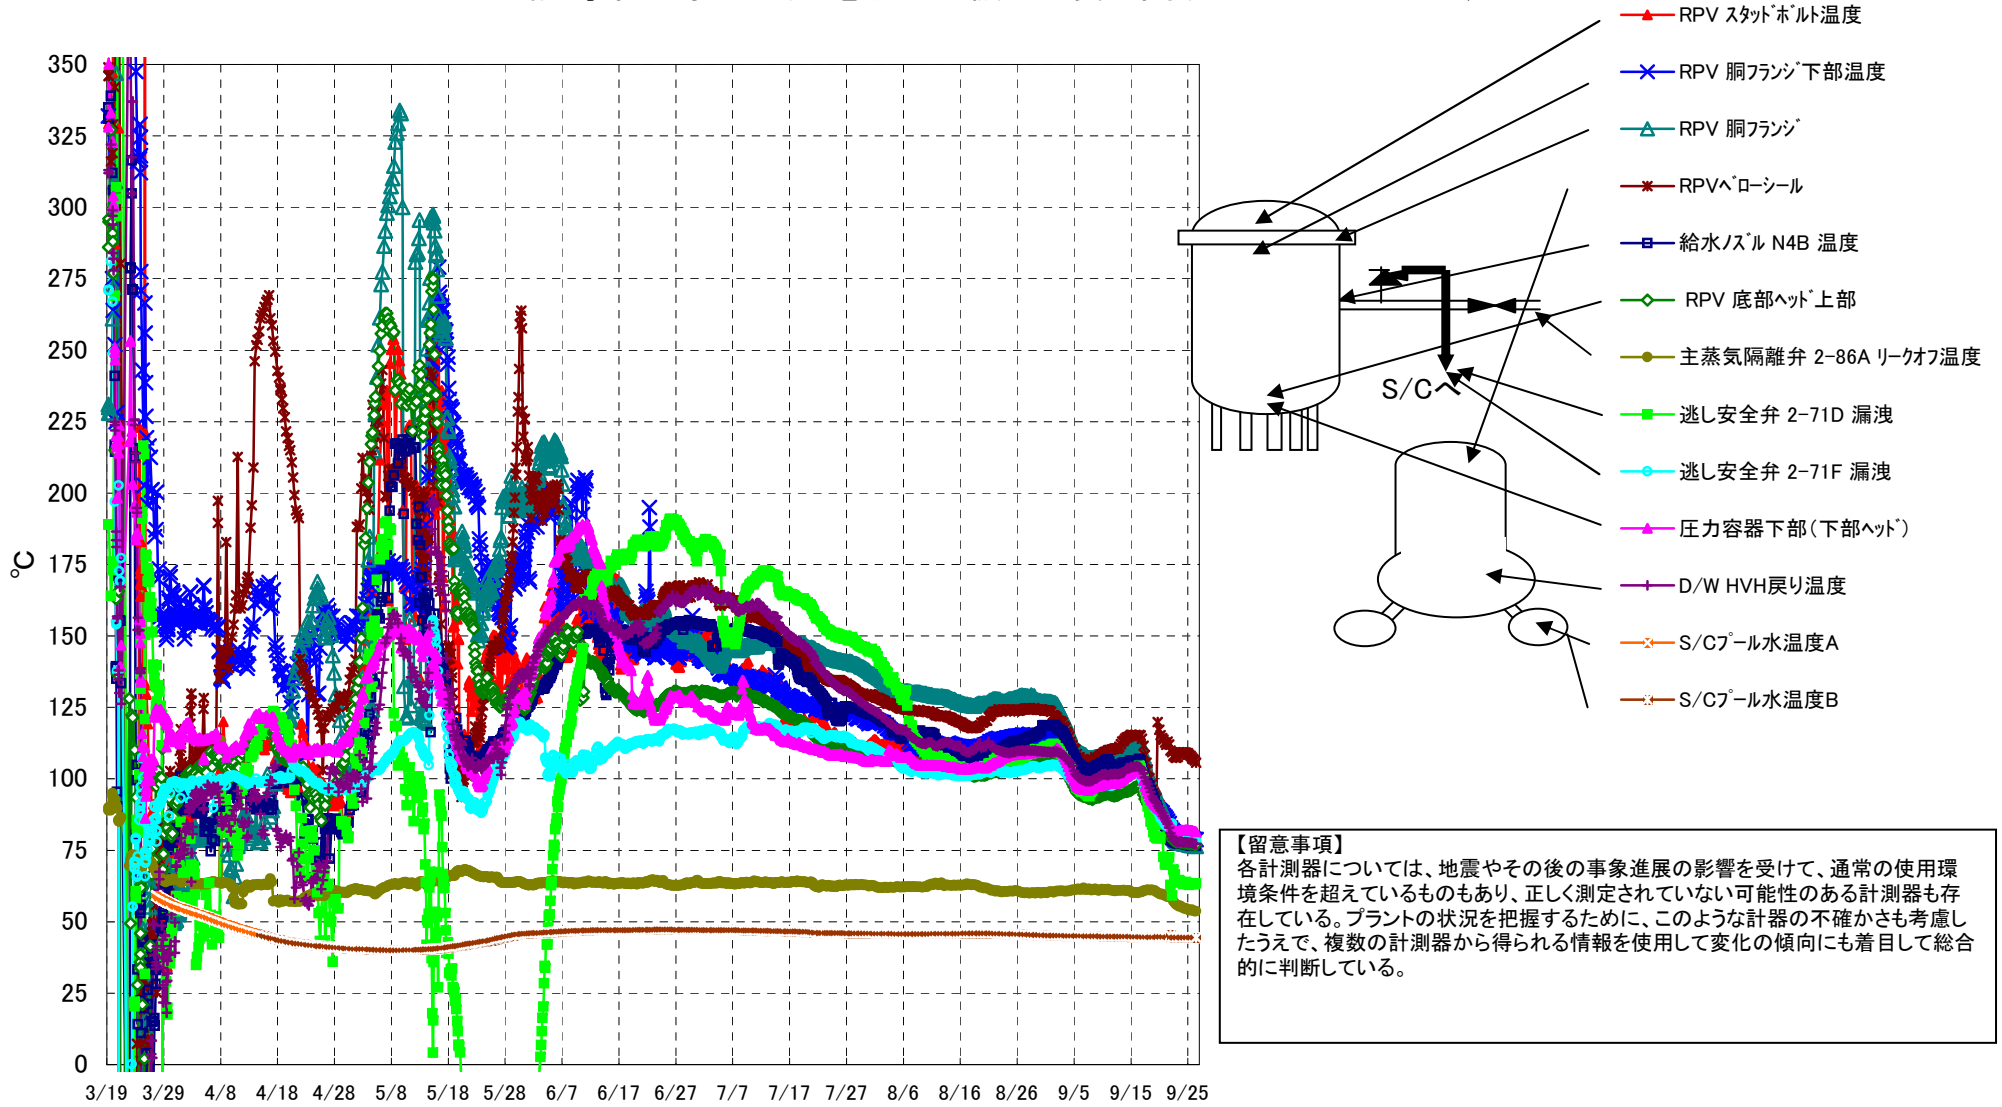 RPV スタッドボルト温度
RPV 胴フランジ下部温度
RPV 胴フランジ
RPVベローシール
給水ノズル N4B 温度
RPV 底部ヘッド上部
主蒸気隔離弁 2-86A リークオフ温度
逃し安全弁 2-71D 漏洩
逃し安全弁 2-71F 漏洩
圧力容器下部(下部ヘッド)
D/W HVH戻り温度
S/Cプール水温度A
S/Cプール水温度B
S/Cへ
℃
350
325
300
275
250
225
200
175
150
125
100
75
50
25
0
3/19 3/29 4/8 4/18 4/28 5/8 5/18 5/28 6/7 6/17 6/27 7/7 7/17 7/27 8/6 8/16 8/26 9/5 9/15 9/25
【留意事項】
各計測器については、地震やその後の事象進展の影響を受けて、通常の使用環
境条件を超えているものもあり、正しく測定されていない可能性のある計測器も存
在している。プラントの状況を把握するために、このような計器の不確かさも考慮し
たうえで、複数の計測器から得られる情報を使用して変化の傾向にも着目して総合
的に判断している。